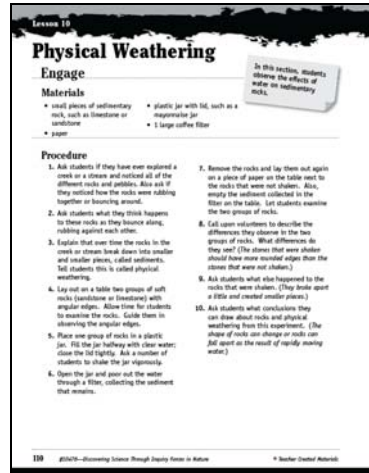 Lesson 10
Physical Weathering
Engage
In this section, students
observe the effects of
water on sedimentary
rocks.
Materials
• small pieces of sedimentary
rock, such as limestone or
sandstone
• paper
• plastic jar with lid, such as a
mayonnaise jar
• 1 large coffee filter
Procedure
1. Ask students if they have ever explored a
creek or a stream and noticed all of the
different rocks and pebbles. Also ask if
they noticed how the rocks were rubbing
together or bouncing around.
2. Ask students what they think happens
to these rocks as they bounce along,
rubbing against each other.
3. Explain that over time the rocks in the
creek or stream break down into smaller
and smaller pieces, called sediments.
Tell students this is called physical
weathering.
4. Lay out on a table two groups of soft
rocks (sandstone or limestone) with
angular edges. Allow time for students
to examine the rocks. Guide them in
observing the angular edges.
5. Place one group of rocks in a plastic
jar. Fill the jar halfway with clear water;
close the lid tightly. Ask a number of
students to shake the jar vigorously.
6. Open the jar and pour out the water
through a filter, collecting the sediment
that remains.
7. Remove the rocks and lay them out again
on a piece of paper on the table next to
the rocks that were not shaken. Also,
empty the sediment collected in the
filter on the table. Let students examine
the two groups of rocks.
8. Call upon volunteers to describe the
differences they observe in the two
groups of rocks. What differences do
they see? (The stones that were shaken
should have more rounded edges than the
stones that were not shaken.)
9. Ask students what else happened to the
rocks that were shaken. (They broke apart
a little and created smaller pieces.)
10. Ask students what conclusions they
can draw about rocks and physical
weathering from this experiment. (The
shape of rocks can change or rocks can
fall apart as the result of rapidly moving
water.)
110 #50476—Discovering Science Through Inquiry: Forces in Nature © Teacher Created Materials